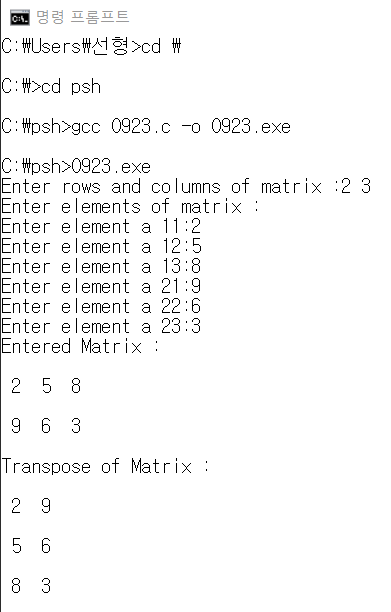 명령 프롬프트
C:\Users\선형>cd \
C:\>cd psh
C:\psh>gcc 0923.c -o 0923.exe
C:\psh>0923.exe
Enter rows and columns of matrix :2 3
Enter elements of matrix :
Enter element a 11:2
Enter element a 12:5
Enter element a 13:8
Enter element a 21:9
Enter element a 22:6
Enter element a 23:3
Entered Matrix :
2 5 8
9 6 3
Transpose of Matrix :
2 9
5 6
8 3